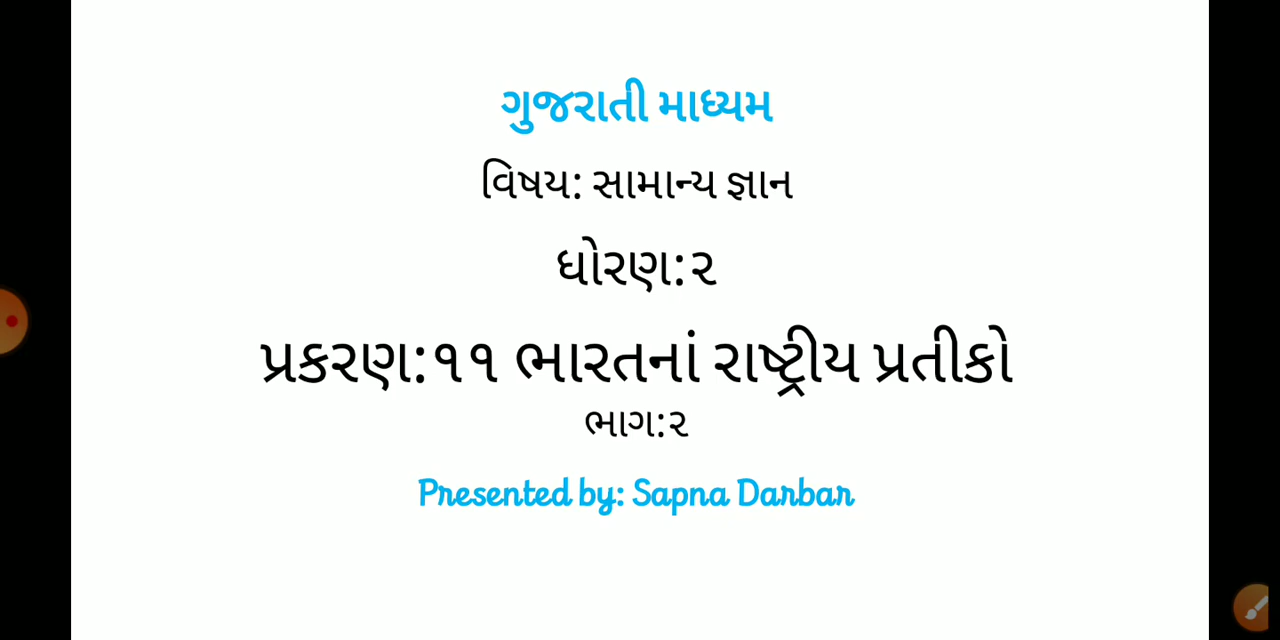 ગુજરાતી માધ્યમ
વિષય: સામાન્ય જ્ઞાન
ધોરણ:૨
પ્રકરણ:૧૧ ભારતનાં રાષ્ટ્રીય પ્રતીકો
ભાગ:૨
Presented by: Sapna Darbar